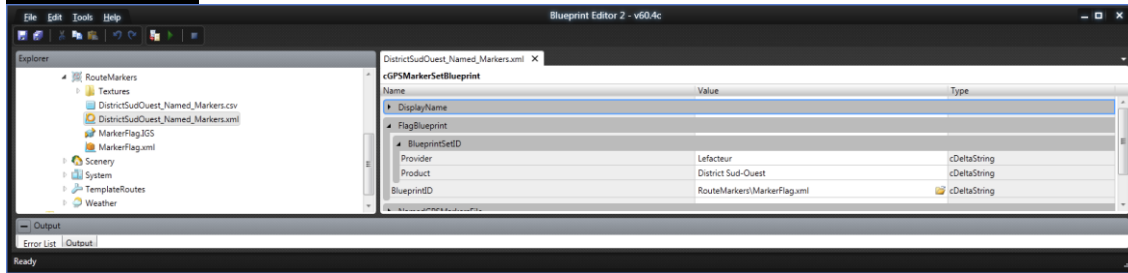 File Edit Tools Help
Blueprint Editor 2 - v60.4c
Explorer
RouteMarkers
Textures
DistrictSudOuest_Named_Markers.csv
DistrictSudOuest_Named_Markers.xml
MarkerFlag.IGS
MarkerFlag.xml
Scenery
System
TemplateRoutes
Weather
DistrictSudOuest_Named_Markers.xml X
cGPSMarkerSetBlueprint
Name Value Type
DisplayName
FlagBlueprint
BlueprintSetID
Provider Lefacteur cDeltaString
Product District Sud-Ouest cDeltaString
BlueprintID RouteMarkers\MarkerFlag.xml cDeltaString
NamedGPSMarkersFile
Output
Error List Output
Ready